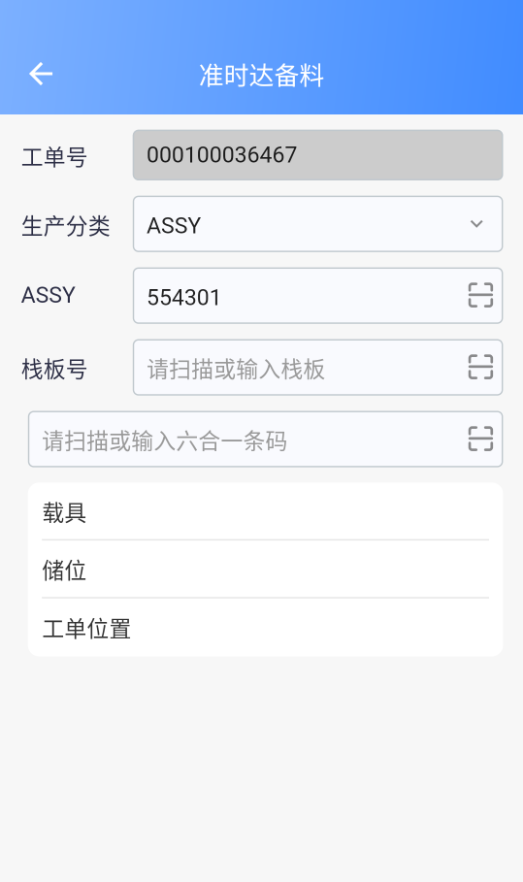 准时达备料
工单号 000100036467
生产分类 ASSY
ASSY 554301
栈板号 请扫描或输入栈板
请扫描或输入六合一条码
载具
储位
工单位置